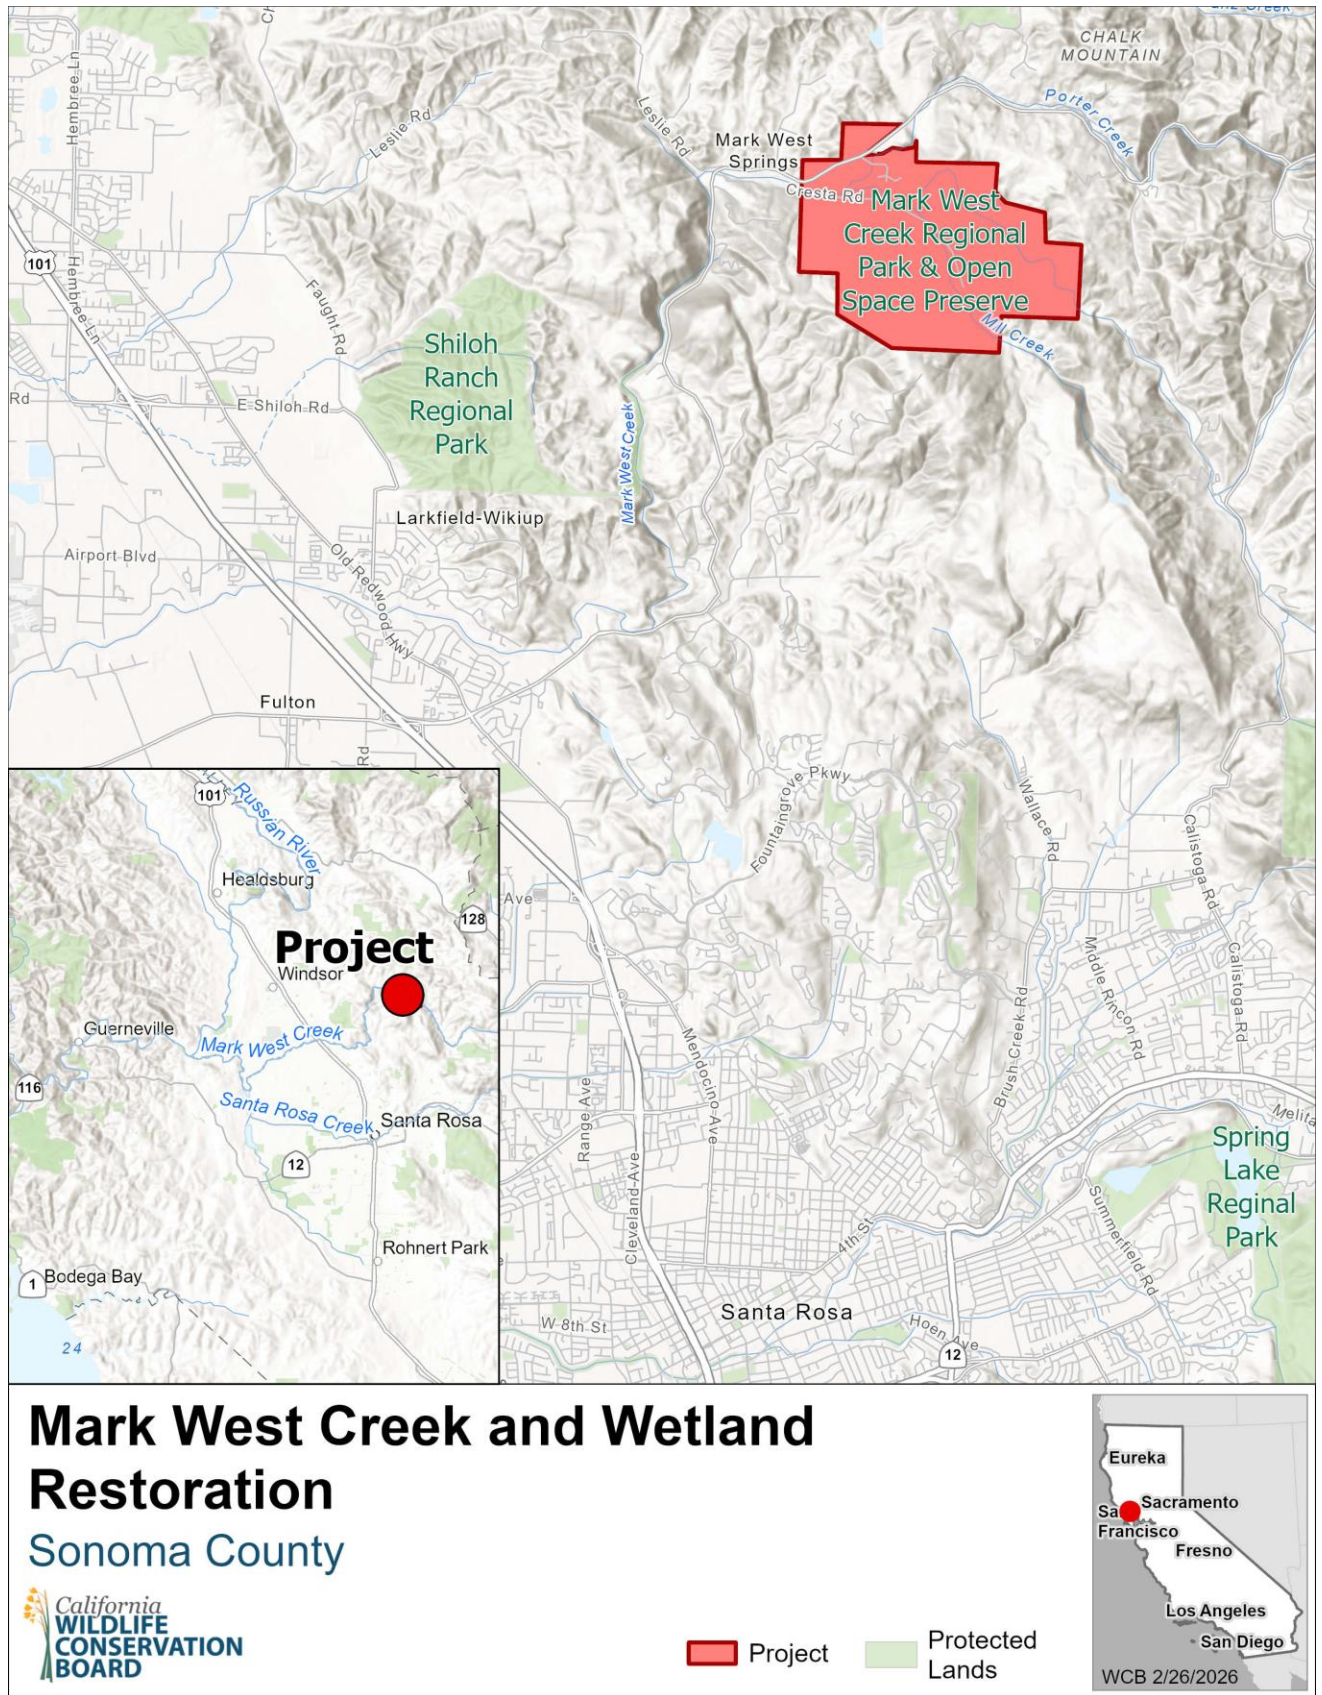 CHALK
MOUNTAIN
Hembree Ln
Leslie Rd
Leslie Rd
Porter Creek
Mark West
Springs
Cresta Rd
Mark West
Creek Regional
Park & Open
Space Preserve
Mill Creek
101
Hembree Ln
Faught Rd
Shiloh
Ranch
Regional
Park
Rd
E Shiloh Rd
Mark West Creek
Larkfield-Wikiup
Airport Blvd
Old Redwood Hwy
Fulton
Rd
Fountaingrove Pkwy
Wallace Rd
Calistoga Rd
Calistoga Rd
Ave
Middle Rincon Rd
Brush Creek Rd
Mendocino Ave
Range Ave
Cleveland Ave
Melita
Spring
Lake
Reginal
Park
Summerfield Rd
4th St
Santa Rosa
W 8th St
Hoen Ave
12
101
Russian River
Healdsburg
128
Project
Windsor
Guerneville
Mark West Creek
116
Santa Rosa Creek
Santa Rosa
12
Rohnert Park
1
Bodega Bay
24
Mark West Creek and Wetland
Restoration
Sonoma County
California
WILDLIFE
CONSERVATION
BOARD
Project
Protected
Lands
Eureka
Sacramento
Sa
Francisco
Fresno
Los Angeles
San Diego
WCB 2/26/2026